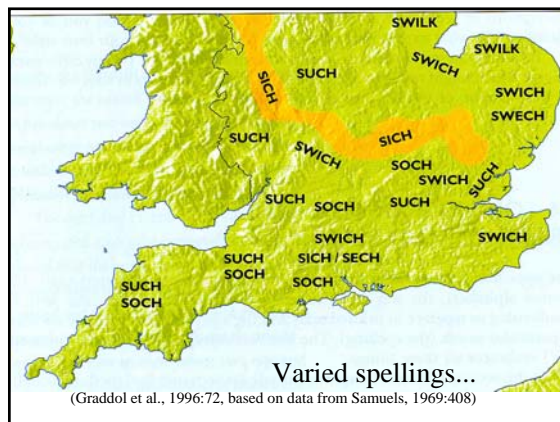 SWILK
SWILK
SWICH
SUCH
SICH
SWICH
SWECH
SUCH
SWICH
SICH
SOCH
SWICH
SUCH
SUCH
SOCH
SUCH
SWICH
SWICH
SUCH
SOCH
SICH / SECH
SUCH
SOCH
SOCH
Varied spellings...
(Graddol et al., 1996:72, based on data from Samuels, 1969:408)